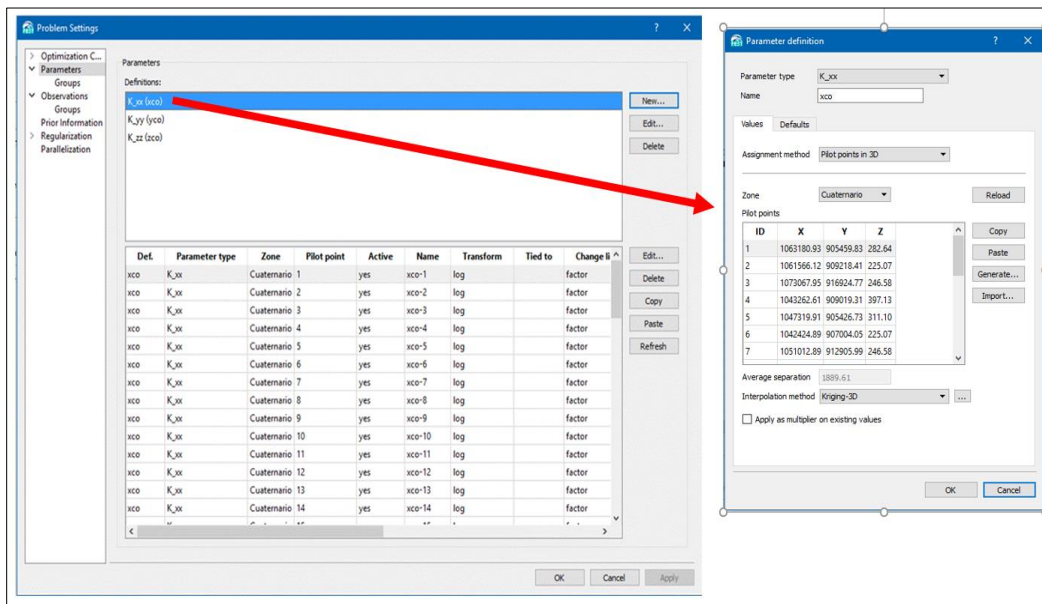 Problem Settings
? X
Optimization C...
Parameters
Groups
Observations
Groups
Prior Information
Regularization
Parallelization
Parameters
Definitions:
K_xx (xco)
K_yy (yco)
K_zz (zco)
New...
Edit...
Delete
Def. Parameter type Zone Pilot point Active Name Transform Tied to Change li
xco K_xx Cuaternario 1 yes xco-1 log factor
xco K_xx Cuaternario 2 yes xco-2 log factor
xco K_xx Cuaternario 3 yes xco-3 log factor
xco K_xx Cuaternario 4 yes xco-4 log factor
xco K_xx Cuaternario 5 yes xco-5 log factor
xco K_xx Cuaternario 6 yes xco-6 log factor
xco K_xx Cuaternario 7 yes xco-7 log factor
xco K_xx Cuaternario 8 yes xco-8 log factor
xco K_xx Cuaternario 9 yes xco-9 log factor
xco K_xx Cuaternario 10 yes xco-10 log factor
xco K_xx Cuaternario 11 yes xco-11 log factor
xco K_xx Cuaternario 12 yes xco-12 log factor
xco K_xx Cuaternario 13 yes xco-13 log factor
xco K_xx Cuaternario 14 yes xco-14 log factor
Edit...
Delete
Copy
Paste
Refresh
OK Cancel Apply
Parameter definition
? X
Parameter type K_xx
Name xco
Values Defaults
Assignment method Pilot points in 3D
Zone Cuaternario Reload
Pilot points
ID X Y Z
1 1063180.93 905459.83 282.64
2 1061566.12 909218.41 225.07
3 1073067.95 916924.77 246.58
4 1043262.61 909019.31 397.13
5 1047319.91 905426.73 311.10
6 1042424.89 907004.05 225.07
7 1051012.89 912905.99 246.58
Copy
Paste
Generate...
Import...
Average separation 1889.61
Interpolation method Kriging-3D ...
Apply as multiplier on existing values
OK Cancel